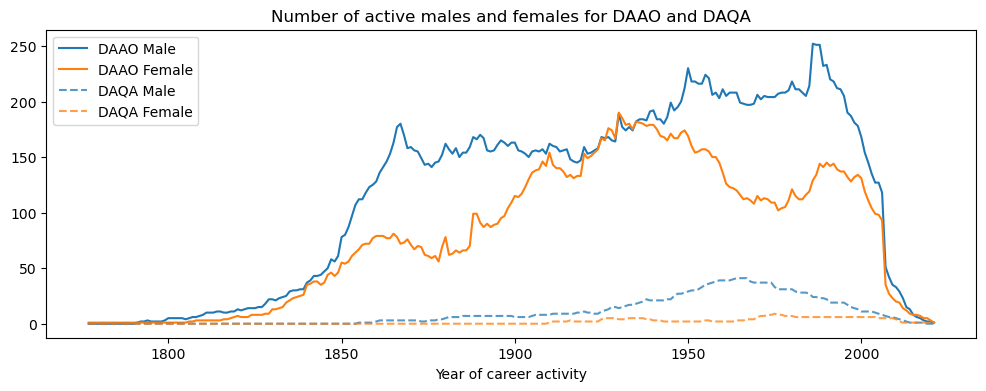 Number of active males and females for DAAO and DAQA
250
200
150
100
50
0
DAAO Male
DAAO Female
DAQA Male
DAQA Female
1800
1850
1900
1950
2000
Year of career activity